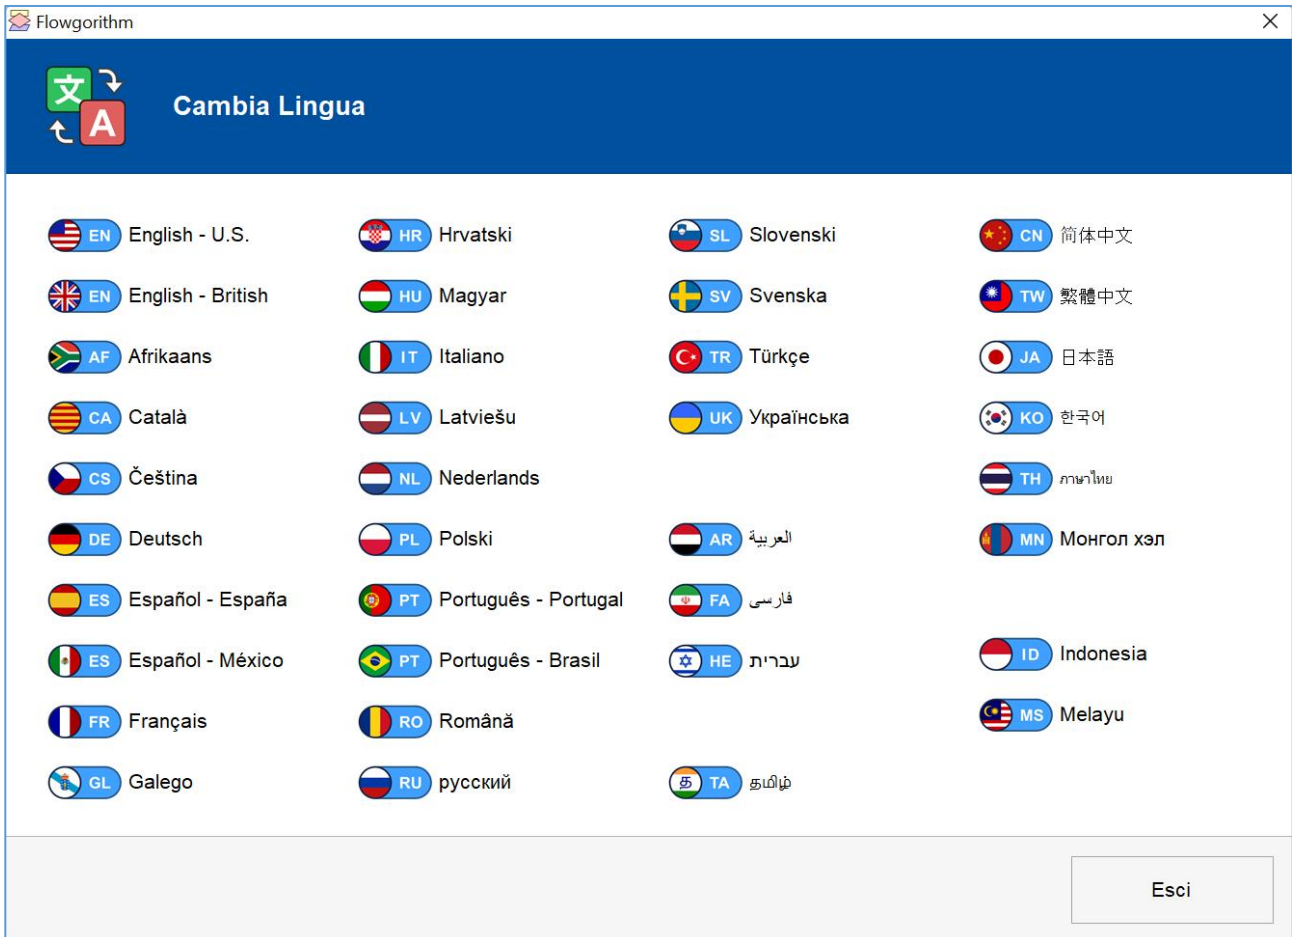 Flowgorithm
文 A
Cambia Lingua
EN English - U.S.
EN English - British
AF Afrikaans
CA Català
CS Čeština
DE Deutsch
ES Español - España
ES Español - México
FR Français
GL Galego
HR Hrvatski
HU Magyar
IT Italiano
LV Latviešu
NL Nederlands
PL Polski
PT Português - Portugal
PT Português - Brasil
RO Română
RU русский
SL Slovenski
SV Svenska
TR Türkçe
UK Українська
AR العربية
FA فارسی
HE עברית
த TA தமிழ்
CN 简体中文
TW 繁體中文
JA 日本語
KO 한국어
TH ภาษาไทย
MN Монгол хэл
ID Indonesia
MS Melayu
Esci